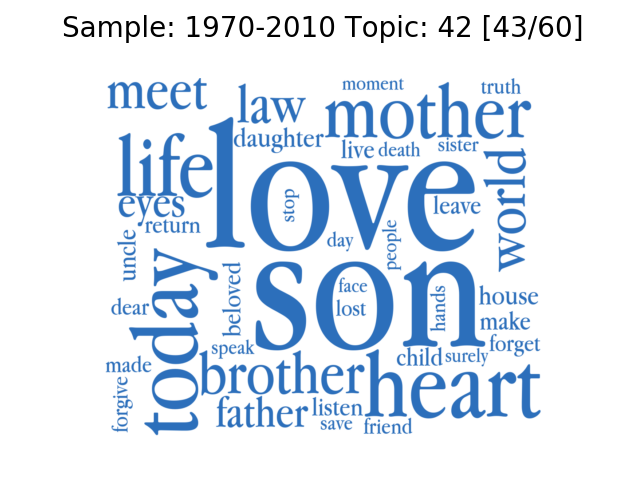 Sample: 1970-2010 Topic: 42 [43/60]
meet
law
moment
truth
mother
daughter
life
live
death
sister
love
world
eyes
stop
leave
return
day
people
uncle
son
today
beloved
face
lost
hands
house
dear
make
speak
forget
made
brother
child
surely
heart
forgive
father
listen
save
friend